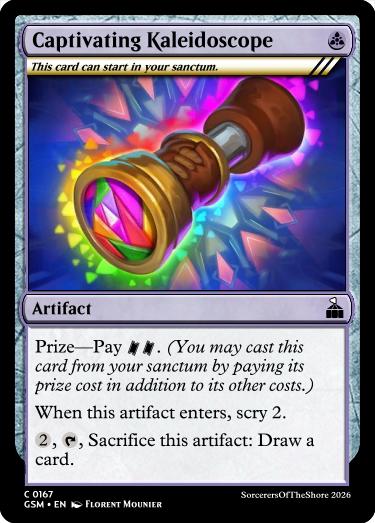 Captivating Kaleidoscope
This card can start in your sanctum.
Artifact
Prize—Pay . (You may cast this
card from your sanctum by paying its
prize cost in addition to its other costs.)
When this artifact enters, scry 2.
2, , Sacrifice this artifact: Draw a
card.
C 0167
GSM • EN Florent Mounier
SorcerersOfTheShore 2026